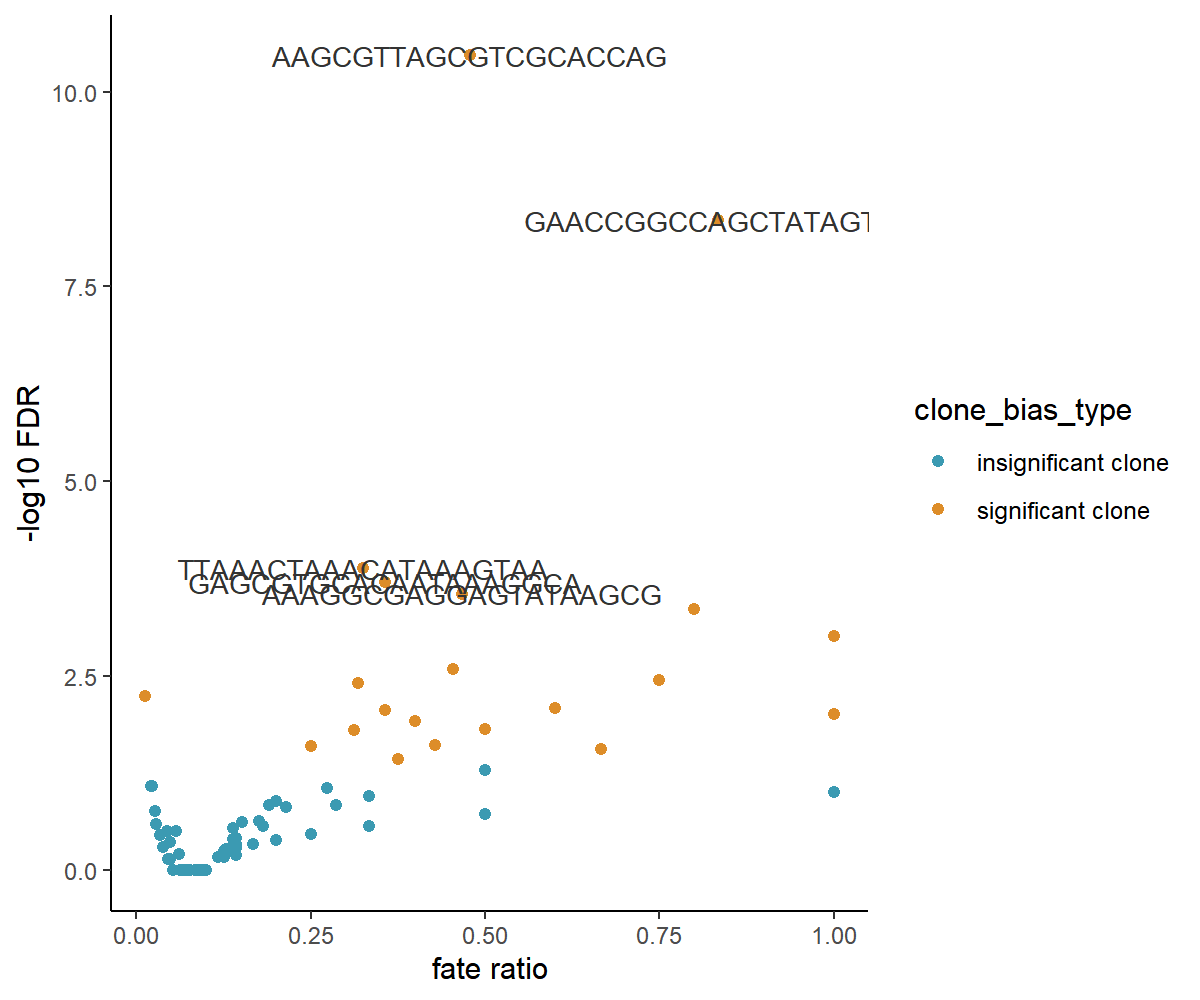 AAGCGTTAGCGTCGCACCAG
10.0
GAACCGGCCAGCTATAGT
7.5
-log10 FDR
5.0
clone_bias_type
insignificant clone
significant clone
TTAAACTAAACATAAAGTAA
GAGCGTGCACAATAAAGGCA
AAAGGCGAGGAGTATAAGCG
2.5
0.0
0.00 0.25 0.50 0.75 1.00
fate ratio